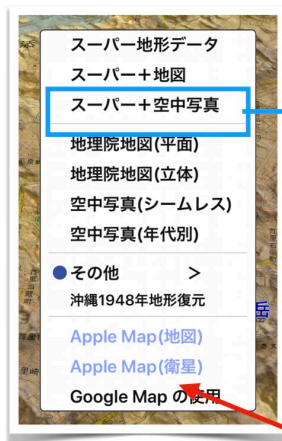 スーパー地形データ
スーパー＋地図
スーパー＋空中写真
地理院地図(平面)
地理院地図(立体)
空中写真(シームレス)
空中写真(年代別)
その他 >
沖縄1948年地形復元
Apple Map(地図)
Apple Map(衛星)
Google Map の使用
岳